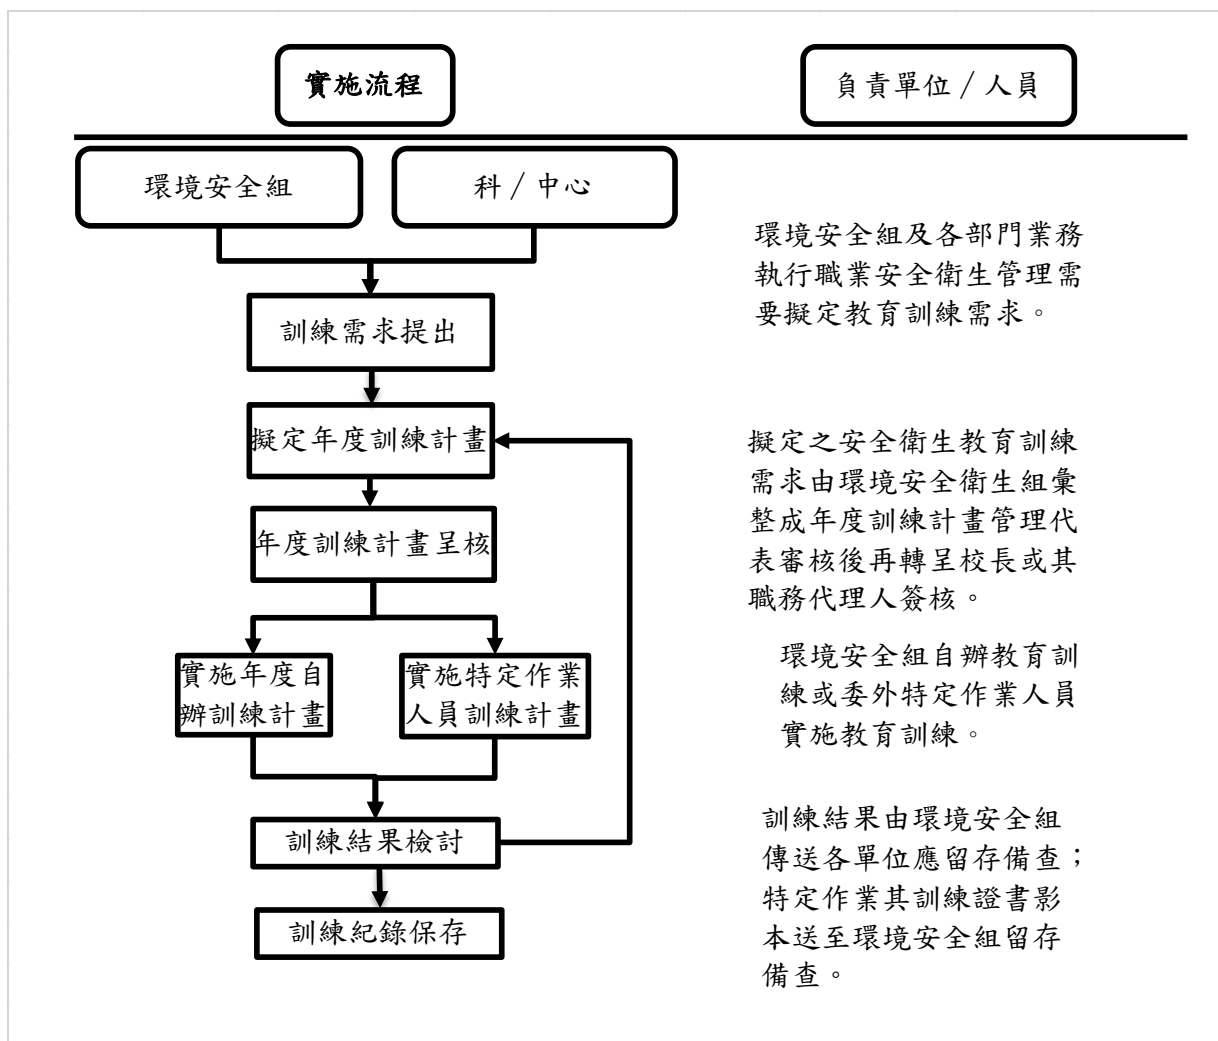 實施流程
負責單位/人員
環境安全組
科/中心
環境安全組及各部門業務
執行職業安全衛生管理需
要擬定教育訓練需求。
訓練需求提出
擬定年度訓練計畫
擬定之安全衛生教育訓練
需求由環境安全衛生組彙
整成年度訓練計畫管理代
表審核後再轉呈校長或其
職務代理人簽核。
年度訓練計畫呈核
實施年度自
辦訓練計畫
實施特定作業
人員訓練計畫
環境安全組自辦教育訓
練或委外特定作業人員
實施教育訓練。
訓練結果檢討
訓練結果由環境安全組
傳送各單位應留存備查;
特定作業其訓練證書影
本送至環境安全組留存
備查。
訓練紀錄保存